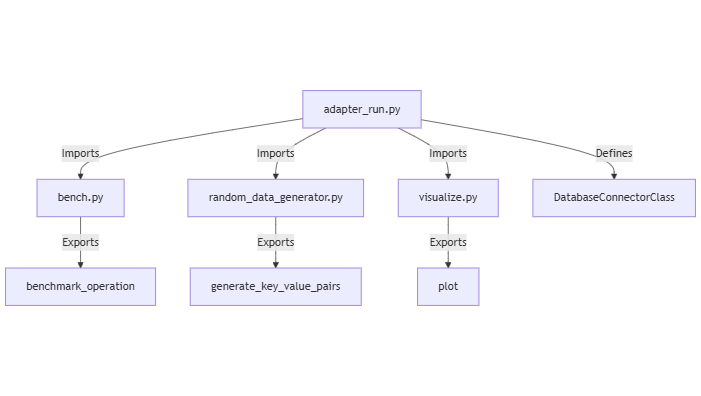 adapter_run.py
Imports
Imports
Imports
Defines
bench.py
random_data_generator.py
visualize.py
DatabaseConnectorClass
Exports
Exports
Exports
benchmark_operation
generate_key_value_pairs
plot